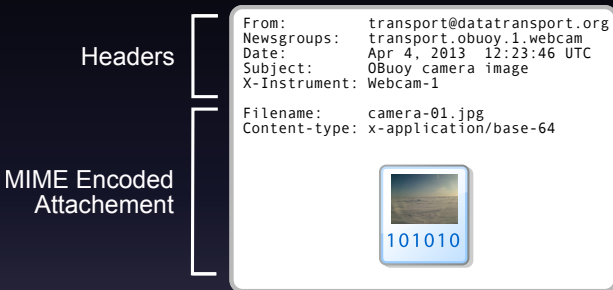 Headers
From: transport@datatransport.org
Newsgroups: transport.obuoy.1.webcam
Date: Apr 4, 2013 12:23:46 UTC
Subject: OBuoy camera image
X-Instrument: Webcam-1
MIME Encoded
Attachement
Filename: camera-01.jpg
Content-type: x-application/base-64
101010